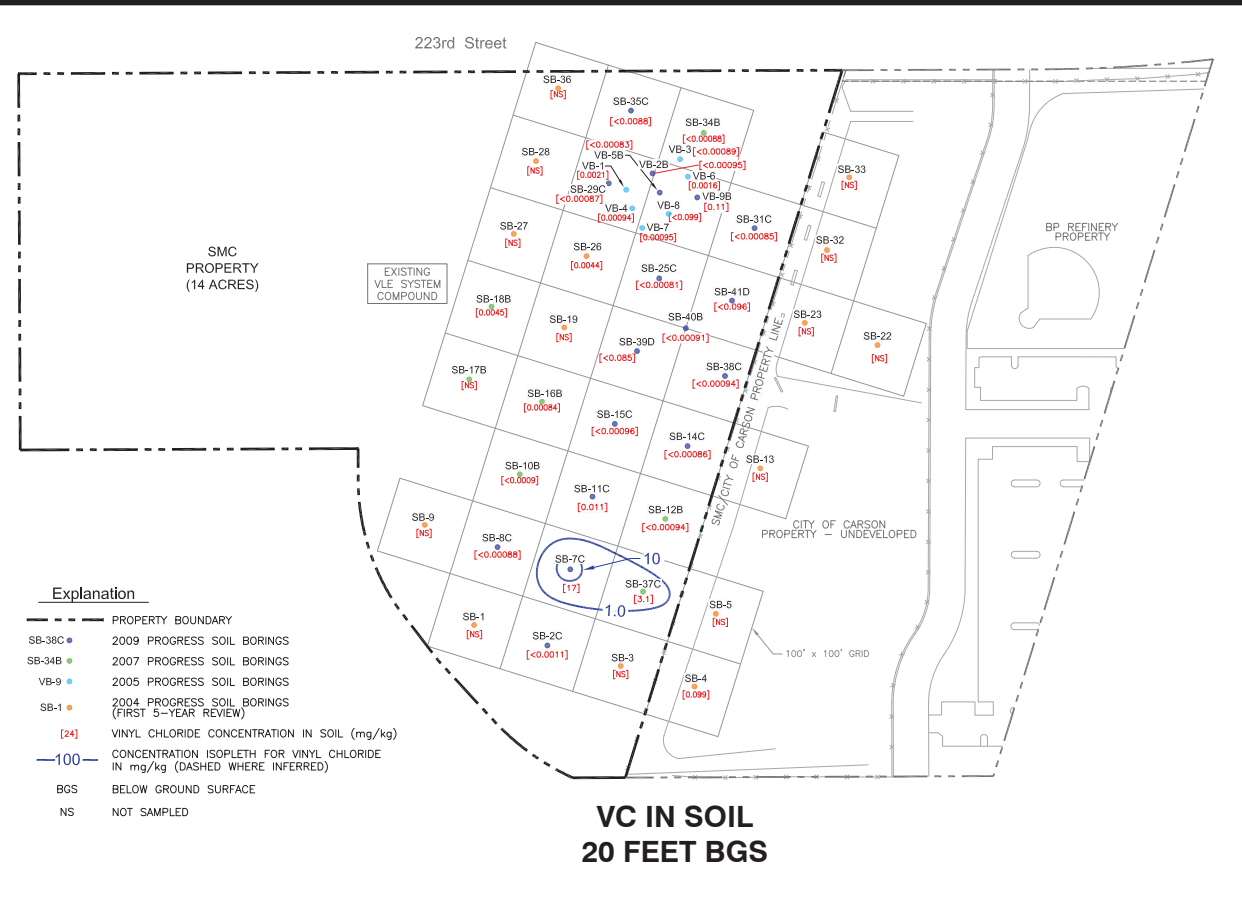 223rd Street
SB-36
[NS]
SB-35C
[<0.0088]
SB-34B
[<0.00088]
[<0.00083]
VB-3
[<0.00089]
VB-5B
VB-2B
[<0.00095]
SB-28
[NS]
VB-1
[0.0021]
VB-6
[0.0016]
SB-33
[NS]
SB-29C
[<0.00087]
VB-9B
[0.11]
VB-4
[0.00094]
VB-8
[<0.099]
SB-31C
[<0.00085]
VB-7
[0.00095]
SB-27
[NS]
SB-26
[0.0044]
SB-32
[NS]
BP REFINERY
PROPERTY
SMC
PROPERTY
(14 ACRES)
EXISTING
VLE SYSTEM
COMPOUND
SB-25C
[<0.00081]
SB-41D
[<0.096]
SB-18B
[0.0045]
SB-19
[NS]
SB-40B
[<0.00091]
SB-23
[NS]
SB-22
[NS]
SB-39D
[<0.085]
SB-38C
[<0.00094]
SB-17B
[NS]
SB-16B
[0.00084]
SB-15C
[<0.00096]
SB-14C
[<0.00086]
SMC/CITY OF CARSON PROPERTY LINE
SB-13
[NS]
SB-10B
[<0.0009]
SB-11C
[0.011]
SB-12B
[<0.00094]
SB-9
[NS]
CITY OF CARSON
PROPERTY – UNDEVELOPED
SB-8C
[<0.00088]
SB-7C
[17]
10
SB-37C
[3.1]
1.0
SB-5
[NS]
SB-1
[NS]
SB-2C
[<0.0011]
SB-3
[NS]
SB-4
[0.099]
100' x 100' GRID
Explanation
PROPERTY BOUNDARY
SB-38C 2009 PROGRESS SOIL BORINGS
SB-34B 2007 PROGRESS SOIL BORINGS
VB-9 2005 PROGRESS SOIL BORINGS
SB-1 2004 PROGRESS SOIL BORINGS
(FIRST 5–YEAR REVIEW)
[24] VINYL CHLORIDE CONCENTRATION IN SOIL (mg/kg)
100 CONCENTRATION ISOPLETH FOR VINYL CHLORIDE
IN mg/kg (DASHED WHERE INFERRED)
BGS BELOW GROUND SURFACE
NS NOT SAMPLED
VC IN SOIL
20 FEET BGS